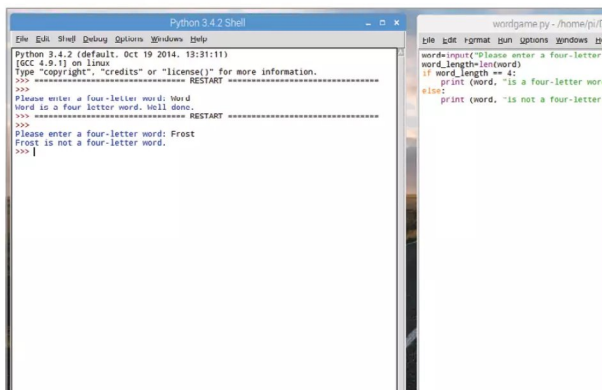 Python 3.4.2 Shell
File Edit Shell Debug Options Windows Help
Python 3.4.2 (default, Oct 19 2014, 13:31:11)
[GCC 4.9.1] on linux
Type "copyright", "credits" or "license()" for more information.
>>> ================================ RESTART ================================
>>>
Please enter a four-letter word: Word
Word is a four letter word. Well done.
>>> ================================ RESTART ================================
>>>
Please enter a four-letter word: Frost
Frost is not a four-letter word.
>>>
wordgame.py - /home/pi/
File Edit Format Run Options Windows
word=input("Please enter a four-letter
word_length=len(word)
if word_length == 4:
print (word, "is a four-letter
else:
print (word, "is not a four-letter